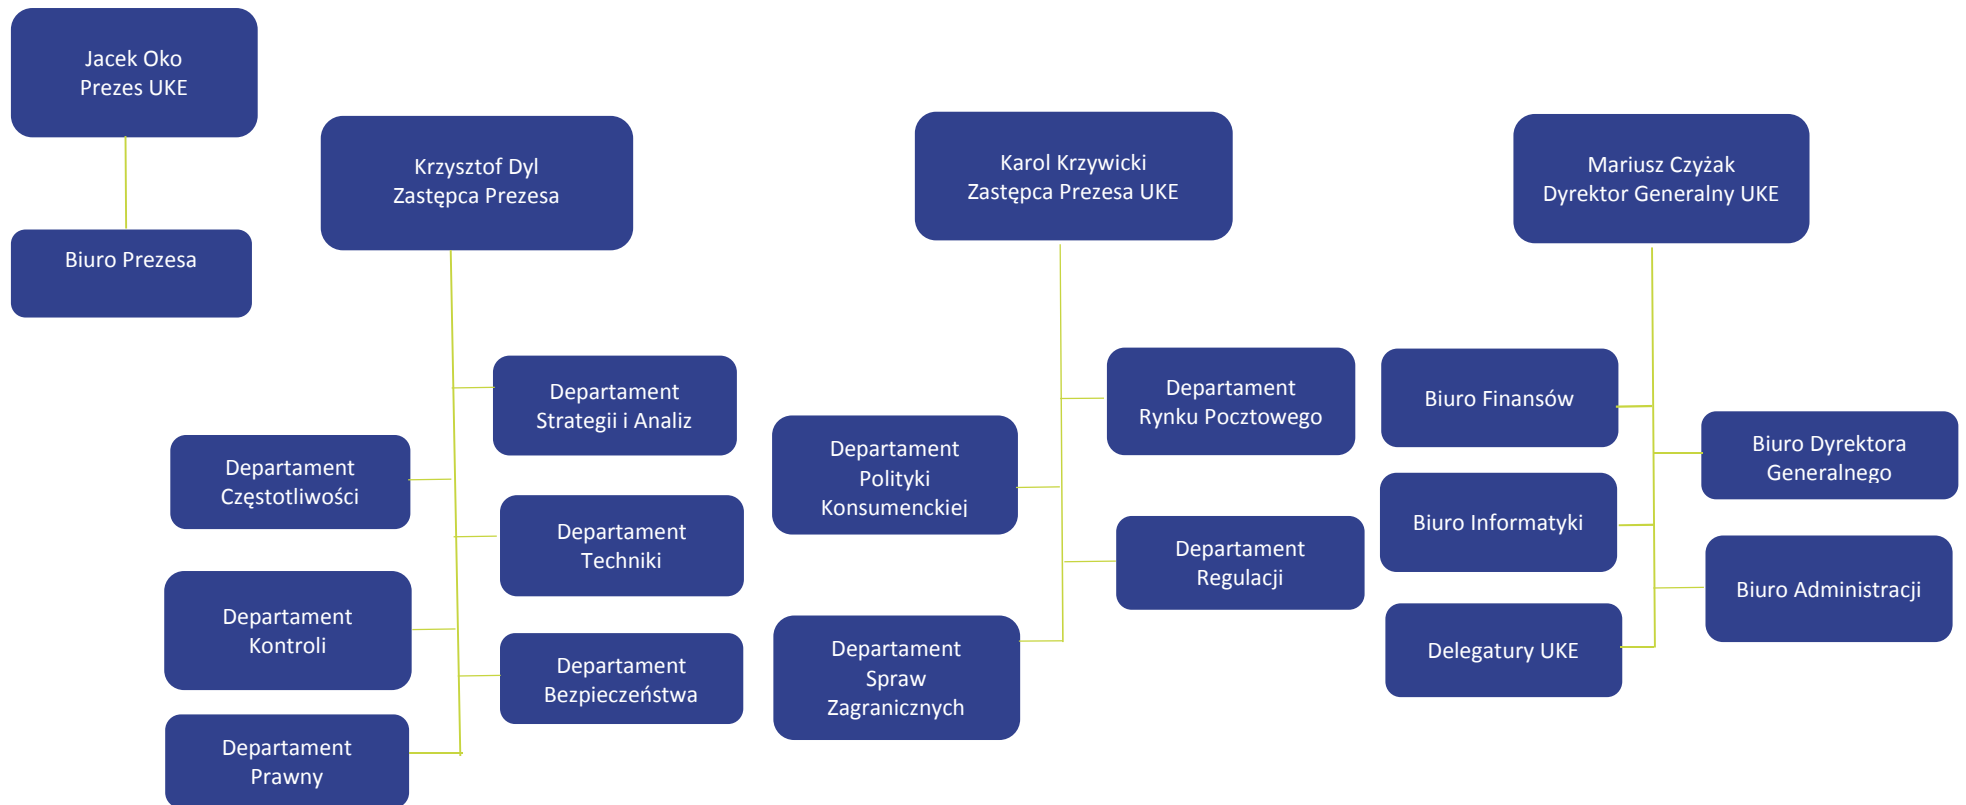 Jacek Oko
Prezes UKE
Biuro Prezesa
Krzysztof Dyl
Zastępca Prezesa
Departament
Strategii i Analiz
Departament
Częstotliwości
Departament
Techniki
Departament
Kontroli
Departament
Bezpieczeństwa
Departament
Prawny
Karol Krzywicki
Zastępca Prezesa UKE
Departament
Rynku Pocztowego
Departament
Polityki
Konsumenckiej
Departament
Regulacji
Departament
Spraw
Zagranicznych
Mariusz Czyżak
Dyrektor Generalny UKE
Biuro Finansów
Biuro Dyrektora
Generalnego
Biuro Informatyki
Biuro Administracji
Delegatury UKE